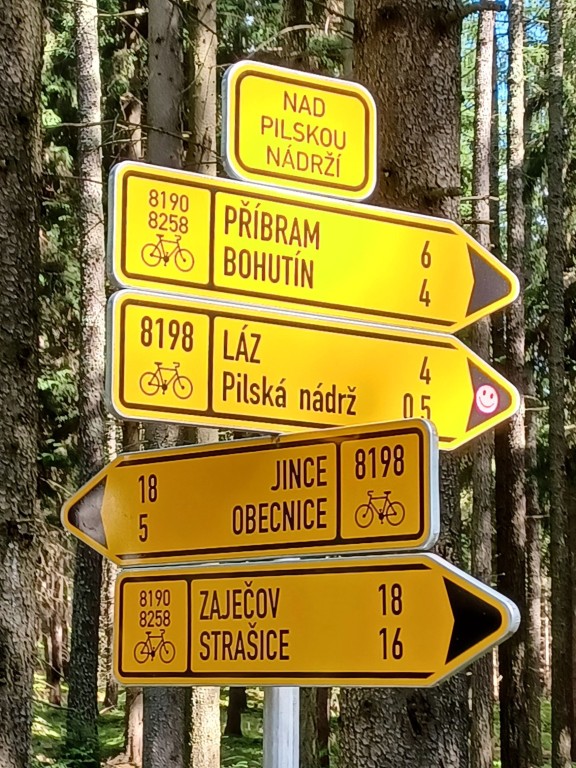 NAD
PILSKOU
NÁDRŽÍ
8190
8258
PŘÍBRAM 6
BOHUTÍN 4
8198
LÁZ 4
Pilská nádrž 0,5
18 JINCE 8198
5 OBECNICE
8190
8258
ZAJEČOV 18
STRAŠICE 16